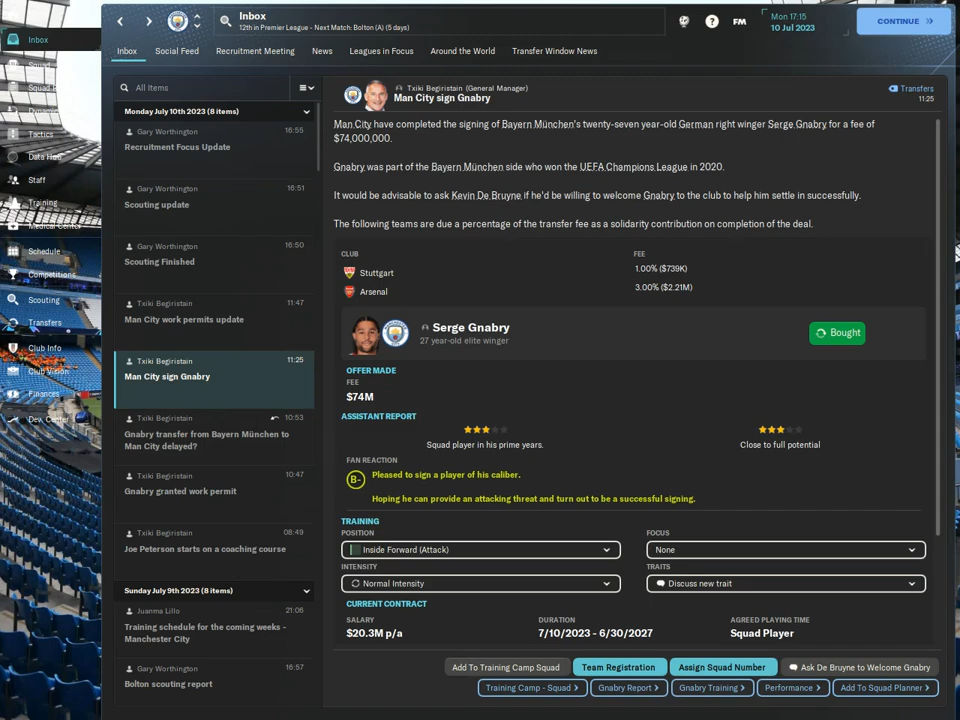 Inbox
12th in Premier League - Next Match: Bolton (A) (5 days)
?
FM
Mon 17:15
10 Jul 2023
CONTINUE
Inbox
Tactics
Data Hub
Staff
Training
Medical Center
Schedule
Competitions
Scouting
Transfers
Club Info
Club Vision
Finances
Dev. Center
Inbox
Social Feed
Recruitment Meeting
News
Leagues in Focus
Around the World
Transfer Window News
All Items
Monday July 10th 2023 (8 items)
Gary Worthington 16:55
Recruitment Focus Update
Gary Worthington 16:51
Scouting update
Gary Worthington 16:50
Scouting Finished
Txiki Begiristain 11:47
Man City work permits update
Txiki Begiristain 11:25
Man City sign Gnabry
Txiki Begiristain 10:53
Gnabry transfer from Bayern München to
Man City delayed?
Txiki Begiristain 10:47
Gnabry granted work permit
Txiki Begiristain 08:49
Joe Peterson starts on a coaching course
Sunday July 9th 2023 (8 items)
Juanma Lillo 21:06
Training schedule for the coming weeks -
Manchester City
Gary Worthington 16:57
Bolton scouting report
Txiki Begiristain (General Manager)
Man City sign Gnabry
Transfers
11:25
Man City have completed the signing of Bayern München's twenty-seven year-old German right winger Serge Gnabry for a fee of
$74,000,000.
Gnabry was part of the Bayern München side who won the UEFA Champions League in 2020.
It would be advisable to ask Kevin De Bruyne if he'd be willing to welcome Gnabry to the club to help him settle in successfully.
The following teams are due a percentage of the transfer fee as a solidarity contribution on completion of the deal.
CLUB FEE
Stuttgart 1.00% ($739K)
Arsenal 3.00% ($2.21M)
Serge Gnabry
27 year-old elite winger
Bought
OFFER MADE
FEE
$74M
ASSISTANT REPORT
Squad player in his prime years.
Close to full potential
FAN REACTION
B-
Pleased to sign a player of his caliber.
Hoping he can provide an attacking threat and turn out to be a successful signing.
TRAINING
POSITION FOCUS
Inside Forward (Attack) None
INTENSITY TRAITS
Normal Intensity Discuss new trait
CURRENT CONTRACT
SALARY DURATION AGREED PLAYING TIME
$20.3M p/a 7/10/2023 - 6/30/2027 Squad Player
Add To Training Camp Squad Team Registration Assign Squad Number Ask De Bruyne to Welcome Gnabry
Training Camp - Squad > Gnabry Report > Gnabry Training > Performance > Add To Squad Planner >